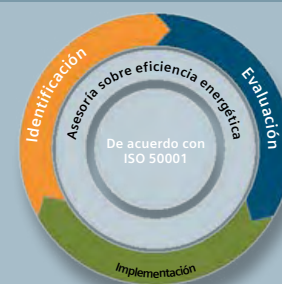 Identificación
Evaluación
Asesoría sobre eficiencia energética
De acuerdo con
ISO 50001
Implementación